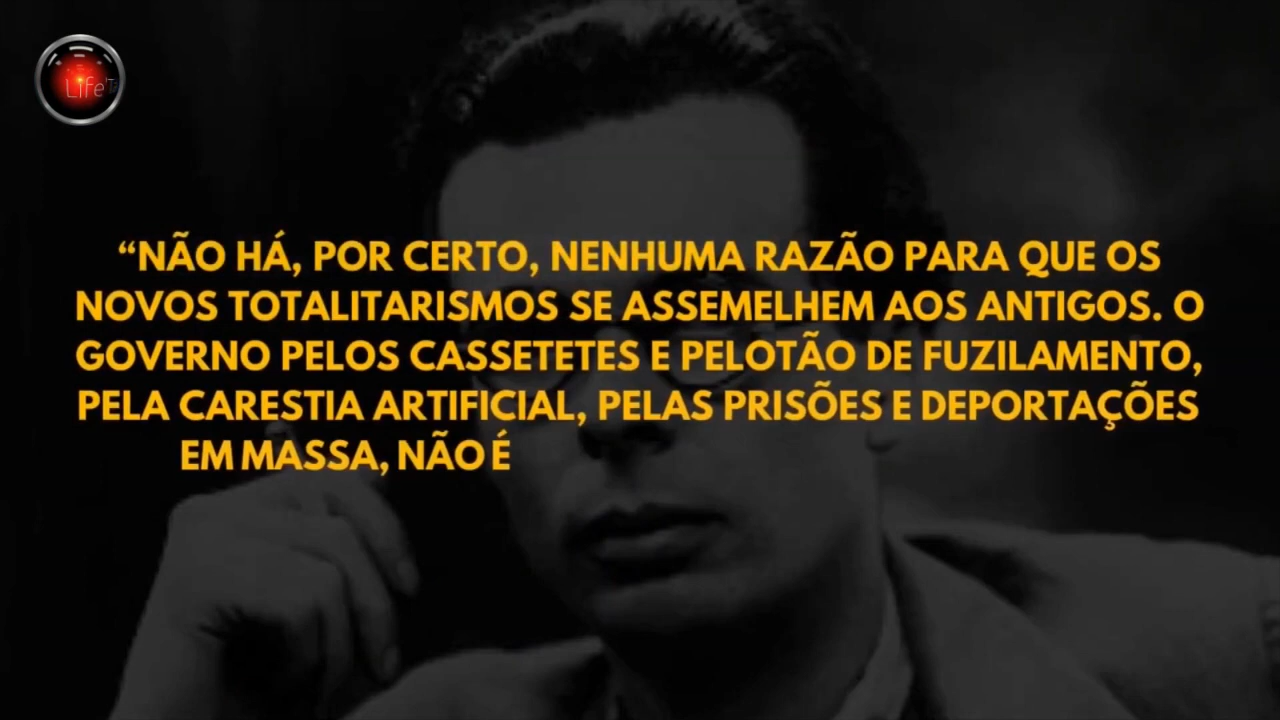 Life
“NÃO HÁ, POR CERTO, NENHUMA RAZÃO PARA QUE OS
NOVOS TOTALITARISMOS SE ASSEMELHEM AOS ANTIGOS. O
GOVERNO PELOS CASSETETES E PELOTÃO DE FUZILAMENTO,
PELA CARESTIA ARTIFICIAL, PELAS PRISÕES E DEPORTAÇÕES
EM MASSA, NÃO É